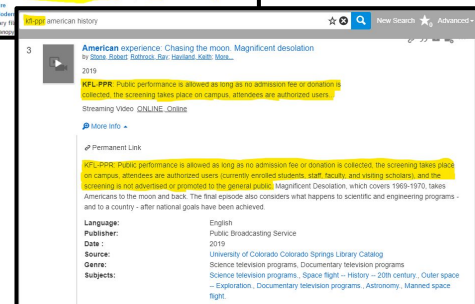 kfl-ppr american history
New Search
0
Advanced
3
American experience: Chasing the moon. Magnificent desolation
by Stone, Robert, Rothrock, Ray, Haviland, Keith, More...
2019
KFL-PPR: Public performance is allowed as long as no admission fee or donation is
collected, the screening takes place on campus, attendees are authorized users...
Streaming Video ONLINE, Online
More Info
Permanent Link
KFL-PPR: Public performance is allowed as long as no admission fee or donation is collected, the screening takes place
on campus, attendees are authorized users (currently enrolled students, staff, faculty, and visiting scholars), and the
screening is not advertised or promoted to the general public. Magnificent Desolation, which covers 1969-1970, takes
Americans to the moon and back. The final episode also considers what happens to scientific and engineering programs -
and to a country - after national goals have been achieved.
Language: English
Publisher: Public Broadcasting Service
Date : 2019
Source: University of Colorado Colorado Springs Library Catalog
Genre: Science television programs, Documentary television programs
Subjects: Science television programs., Space flight -- History -- 20th century., Outer space
-- Exploration., Documentary television programs., Astronomy., Manned space
flight.